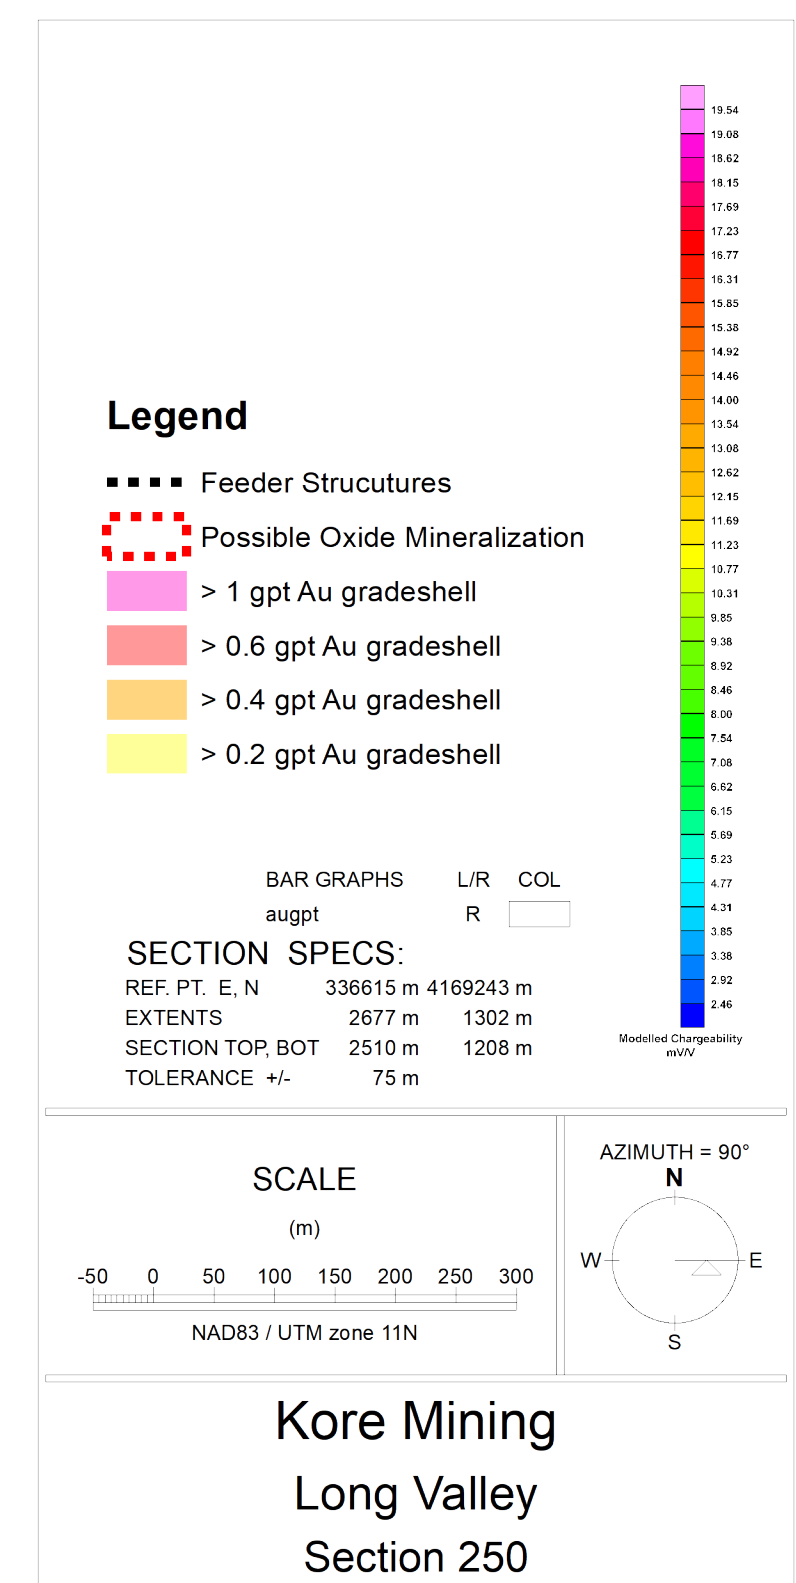 19.54
19.08
18.62
18.15
17.69
17.23
16.77
16.31
15.85
15.38
14.92
14.46
14.00
13.54
13.08
12.62
12.15
11.69
11.23
10.77
10.31
9.85
9.38
8.92
8.46
8.00
7.54
7.08
6.62
6.15
5.69
5.23
4.77
4.31
3.85
3.38
2.92
2.46
Modelled Chargeability
mV/V
Legend
Feeder Strucutures
Possible Oxide Mineralization
> 1 gpt Au gradeshell
> 0.6 gpt Au gradeshell
> 0.4 gpt Au gradeshell
> 0.2 gpt Au gradeshell
BAR GRAPHS L/R COL
augpt R
SECTION SPECS:
REF. PT. E, N 336615 m 4169243 m
EXTENTS 2677 m 1302 m
SECTION TOP, BOT 2510 m 1208 m
TOLERANCE +/- 75 m
SCALE
(m)
-50 0 50 100 150 200 250 300
NAD83 / UTM zone 11N
AZIMUTH = 90°
N
W E
S
Kore Mining
Long Valley
Section 250